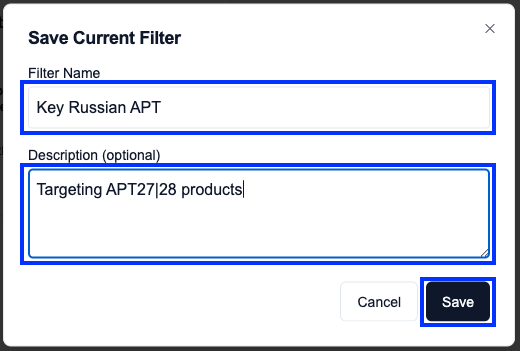 Save Current Filter
Filter Name
Key Russian APT
Description (optional)
Targeting APT27|28 products
Cancel
Save